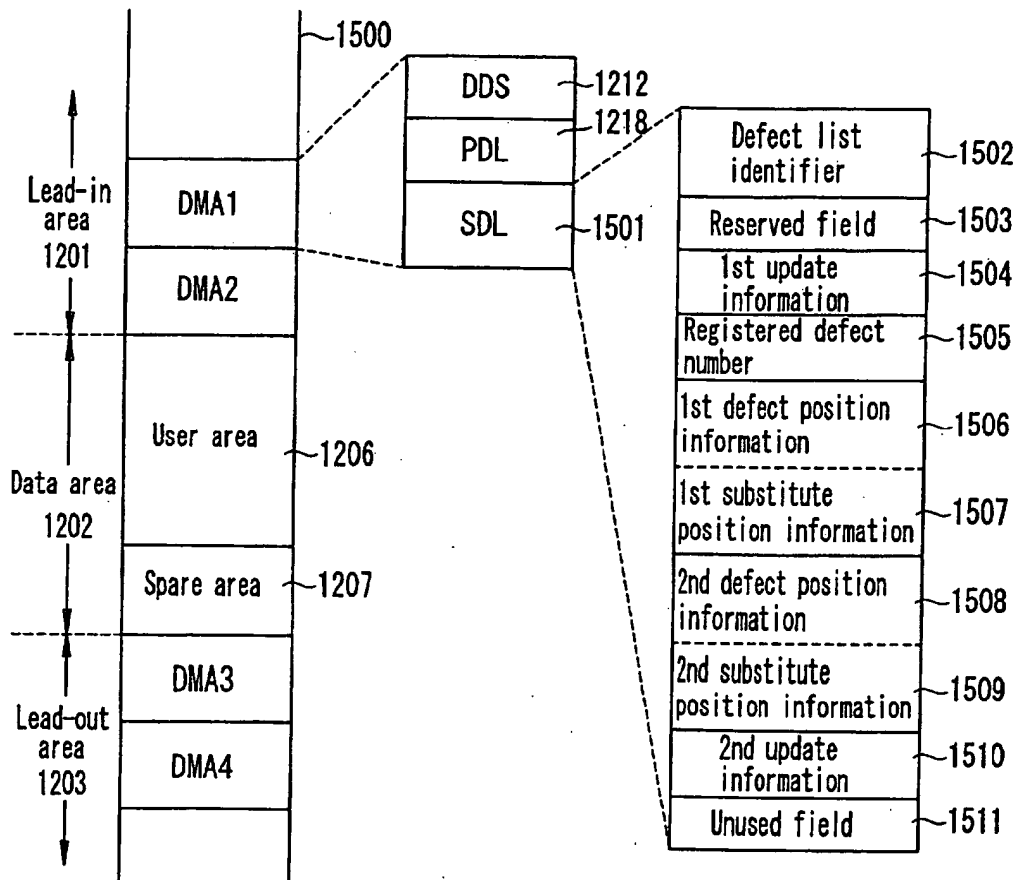 1500
Lead-in
area
1201
DMA1
DMA2
Data area
1202
User area
1206
Spare area
1207
Lead-out
area
1203
DMA3
DMA4
DDS
1212
PDL
1218
SDL
1501
Defect list
identifier
1502
Reserved field
1503
1st update
information
1504
Registered defect
number
1505
1st defect position
information
1506
1st substitute
position information
1507
2nd defect position
information
1508
2nd substitute
position information
1509
2nd update
information
1510
Unused field
1511